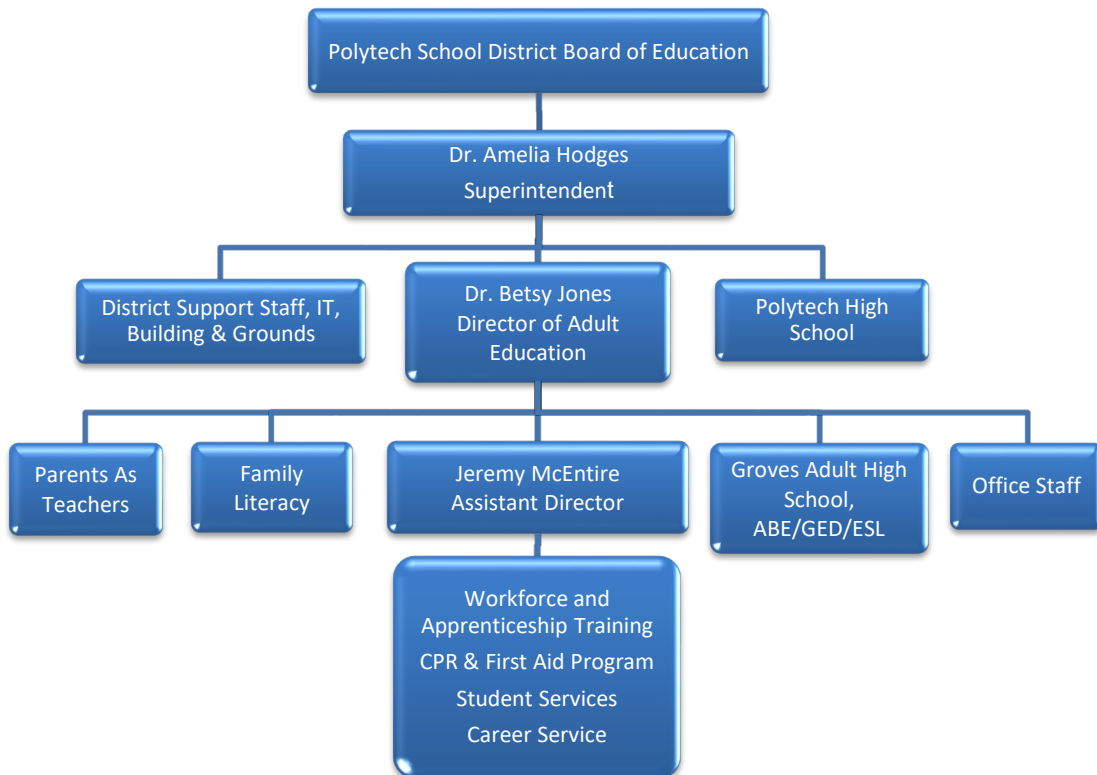 Polytech School District Board of Education
Dr. Amelia Hodges
Superintendent
District Support Staff, IT,
Building & Grounds
Dr. Betsy Jones
Director of Adult
Education
Polytech High
School
Parents As
Teachers
Family
Literacy
Jeremy McEntire
Assistant Director
Groves Adult High
School,
ABE/GED/ESL
Office Staff
Workforce and
Apprenticeship Training
CPR & First Aid Program
Student Services
Career Service